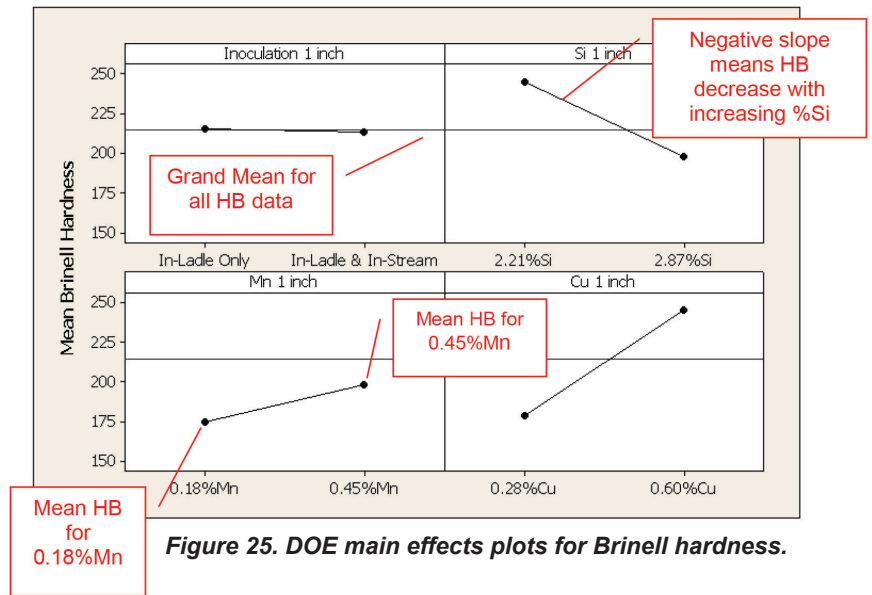 Inoculation 1 inch
Si 1 inch
Negative slope
means HB
decrease with
increasing %Si
250
225
200
175
150
Grand Mean for
all HB data
Mean Brinell Hardness
In-Ladle Only
In-Ladle & In-Stream
2.21%Si
2.87%Si
Mn 1 inch
Cu 1 inch
250
225
200
175
150
Mean HB for
0.45%Mn
0.18%Mn
0.45%Mn
0.28%Cu
0.60%Cu
Mean HB
for
0.18%Mn
Figure 25. DOE main effects plots for Brinell hardness.